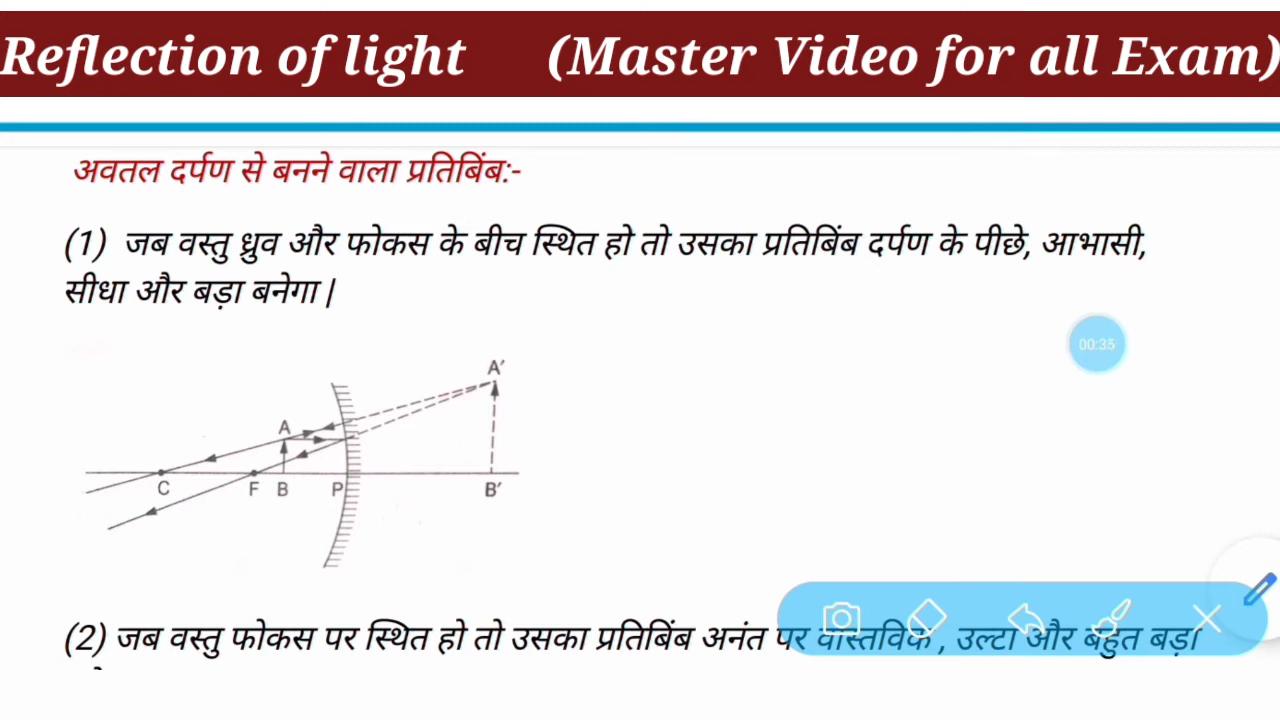 Reflection of light (Master Video for all Exam)
अवतल दर्पण से बनने वाला प्रतिबिंब:-
(1) जब वस्तु ध्रुव और फोकस के बीच स्थित हो तो उसका प्रतिबिंब दर्पण के पीछे, आभासी,
सीधा और बड़ा बनेगा |
00:35
A'
A
C F B P B'
(2) जब वस्तु फोकस पर स्थित हो तो उसका प्रतिबिंब अनंत पर वास्तविक , उल्टा और बहुत बड़ा